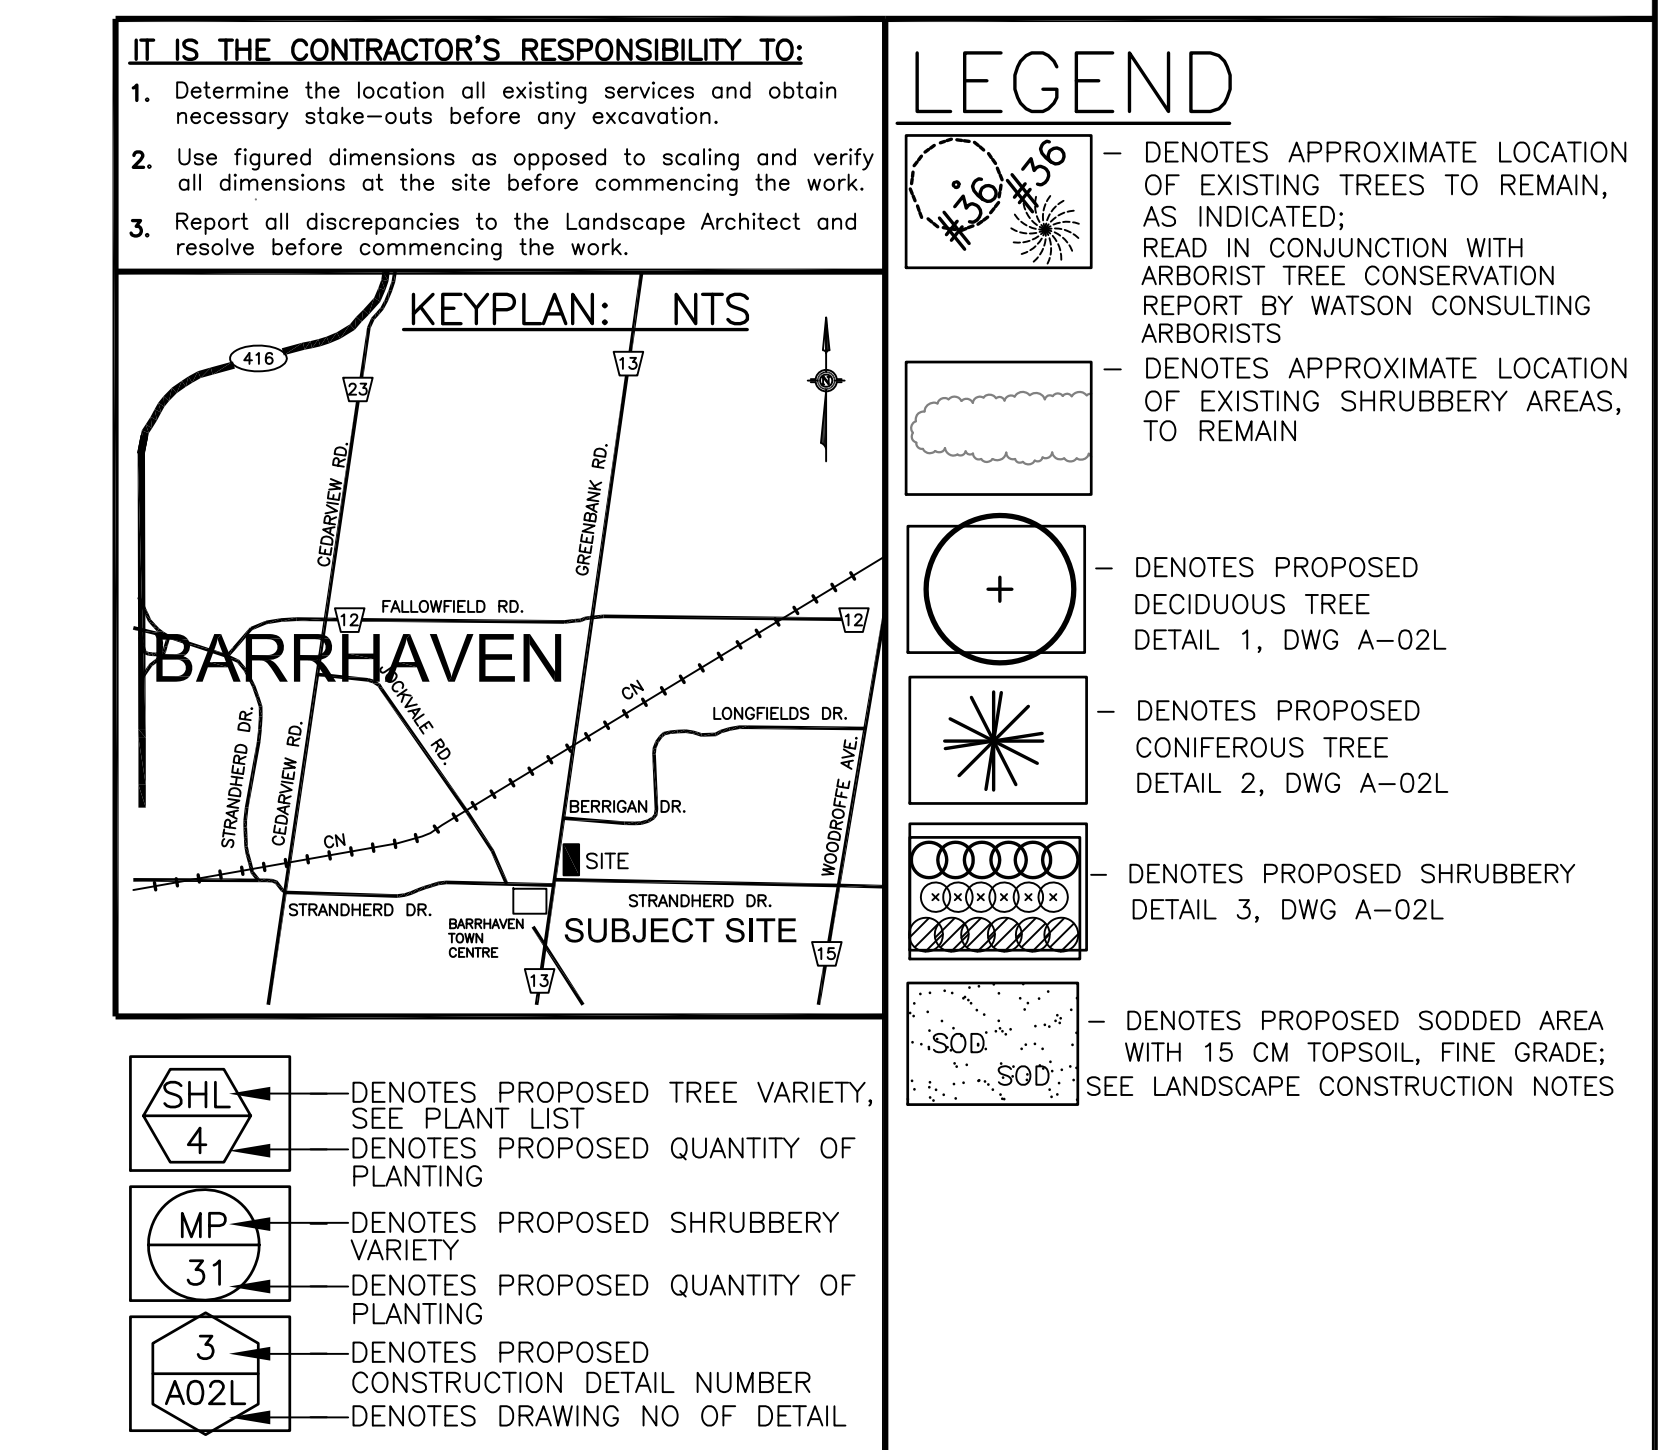 IT IS THE CONTRACTOR'S RESPONSIBILITY TO:
1. Determine the location all existing services and obtain
necessary stake-outs before any excavation.
2. Use figured dimensions as opposed to scaling and verify
all dimensions at the site before commencing the work.
3. Report all discrepancies to the Landscape Architect and
resolve before commencing the work.
KEYPLAN: NTS
416
23
13
N
CEDARVIEW RD.
GREENBANK RD.
FALLOWFIELD RD.
12
12
BARRHAVEN
JOCKVALE RD.
CN
LONGFIELDS DR.
STRANDHERD DR.
CEDARVIEW RD.
WOODROFFE AVE.
BERRIGAN DR.
CN
SITE
STRANDHERD DR.
STRANDHERD DR.
BARRHAVEN
TOWN
CENTRE
SUBJECT SITE
15
13
SHL
4
DENOTES PROPOSED TREE VARIETY,
SEE PLANT LIST
DENOTES PROPOSED QUANTITY OF
PLANTING
MP
31
DENOTES PROPOSED SHRUBBERY
VARIETY
DENOTES PROPOSED QUANTITY OF
PLANTING
3
A02L
DENOTES PROPOSED
CONSTRUCTION DETAIL NUMBER
DENOTES DRAWING NO OF DETAIL
LEGEND
#36
#36
- DENOTES APPROXIMATE LOCATION
OF EXISTING TREES TO REMAIN,
AS INDICATED;
READ IN CONJUNCTION WITH
ARBORIST TREE CONSERVATION
REPORT BY WATSON CONSULTING
ARBORISTS
- DENOTES APPROXIMATE LOCATION
OF EXISTING SHRUBBERY AREAS,
TO REMAIN
- DENOTES PROPOSED
DECIDUOUS TREE
DETAIL 1, DWG A-02L
- DENOTES PROPOSED
CONIFEROUS TREE
DETAIL 2, DWG A-02L
- DENOTES PROPOSED SHRUBBERY
DETAIL 3, DWG A-02L
SOD
SOD
- DENOTES PROPOSED SODDED AREA
WITH 15 CM TOPSOIL, FINE GRADE;
SEE LANDSCAPE CONSTRUCTION NOTES